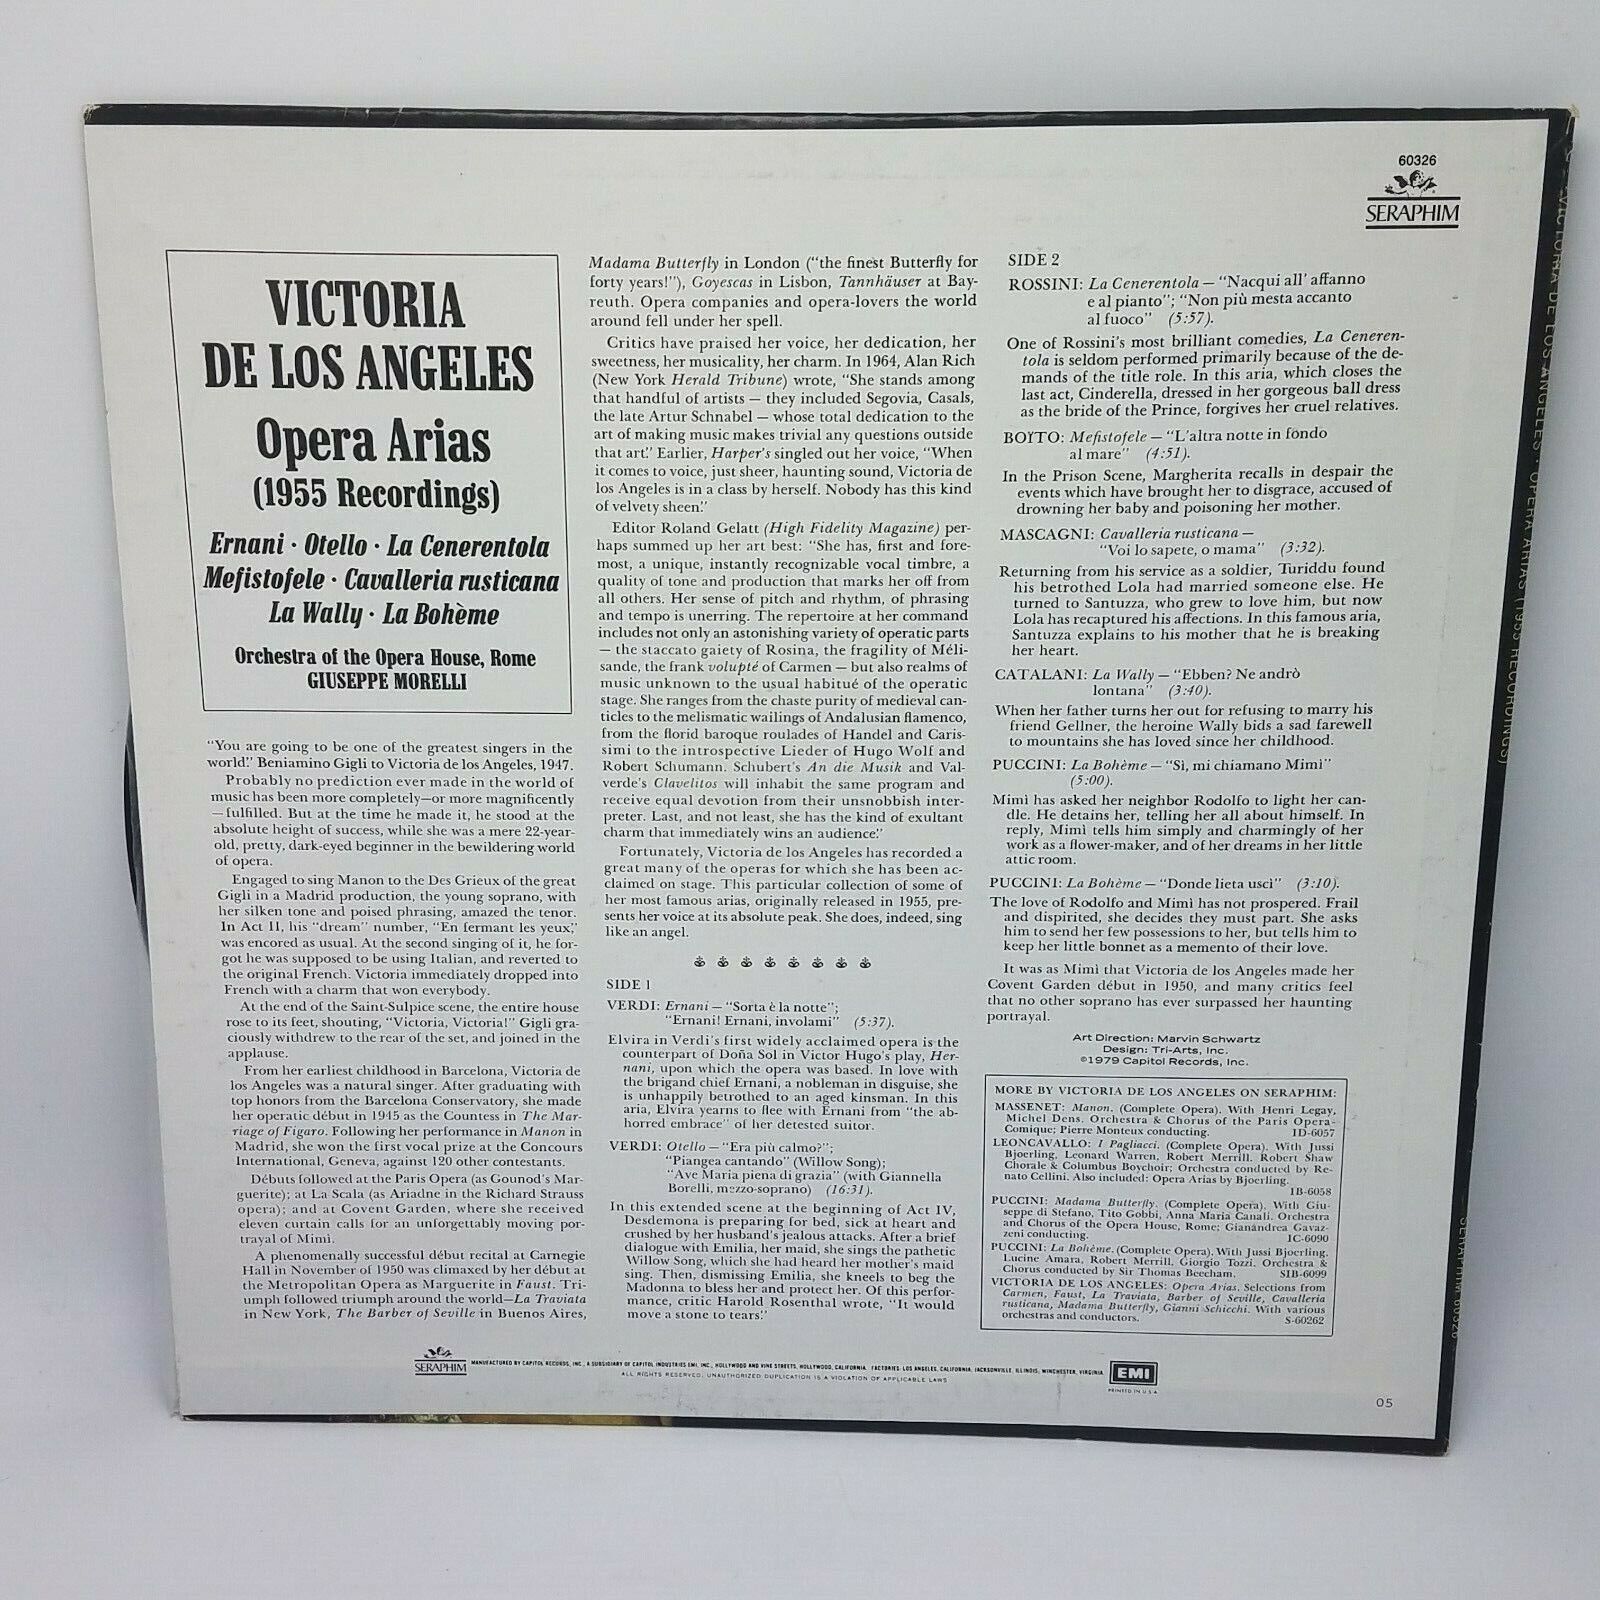 60326
SERAPHIM
VICTORIA
DE LOS ANGELES
Opera Arias
(1955 Recordings)
Ernani · Otello · La Cenerentola
Mefistofele · Cavalleria rusticana
La Wally · La Bohème
Orchestra of the Opera House, Rome
GIUSEPPE MORELLI
"You are going to be one of the greatest singers in the
world." Beniamino Gigli to Victoria de los Angeles, 1947.
Probably no prediction ever made in the world of
music has been more completely—or more magnificently
—fulfilled. But at the time he made it, he stood at the
absolute height of success, while she was a mere 22-year-
old, pretty, dark-eyed beginner in the bewildering world
of opera.
Engaged to sing Manon to the Des Grieux of the great
Gigli in a Madrid production, the young soprano, with
her silken tone and poised phrasing, amazed the tenor.
In Act II, his "dream" number, "En fermant les yeux,"
was encored as usual. At the second singing of it, he for-
got he was supposed to be using Italian, and reverted to
the original French. Victoria immediately dropped into
French with a charm that won everybody.
At the end of the Saint-Sulpice scene, the entire house
rose to its feet, shouting, "Victoria, Victoria!" Gigli gra-
ciously withdrew to the rear of the set, and joined in the
applause.
From her earliest childhood in Barcelona, Victoria de
los Angeles was a natural singer. After graduating with
top honors from the Barcelona Conservatory, she made
her operatic début in 1945 as the Countess in The Mar-
riage of Figaro. Following her performance in Manon in
Madrid, she won the first vocal prize at the Concours
International, Geneva, against 120 other contestants.
Débuts followed at the Paris Opera (as Gounod's Mar-
guerite); at La Scala (as Ariadne in the Richard Strauss
opera); and at Covent Garden, where she received
eleven curtain calls for an unforgettably moving por-
trayal of Mimì.
A phenomenally successful début recital at Carnegie
Hall in November of 1950 was climaxed by her début at
the Metropolitan Opera as Marguerite in Faust. Tri-
umph followed triumph around the world—La Traviata
in New York, The Barber of Seville in Buenos Aires,
Madama Butterfly in London ("the finest Butterfly for
forty years!"), Goyescas in Lisbon, Tannhäuser at Bay-
reuth. Opera companies and opera-lovers the world
around fell under her spell.
Critics have praised her voice, her dedication, her
sweetness, her musicality, her charm. In 1964, Alan Rich
(New York Herald Tribune) wrote, "She stands among
that handful of artists — they included Segovia, Casals,
the late Artur Schnabel — whose total dedication to the
art of making music makes trivial any questions outside
that art." Earlier, Harper's singled out her voice, "When
it comes to voice, just sheer, haunting sound, Victoria de
los Angeles is in a class by herself. Nobody has this kind
of velvety sheen."
Editor Roland Gelatt (High Fidelity Magazine) per-
haps summed up her art best: "She has, first and fore-
most, a unique, instantly recognizable vocal timbre, a
quality of tone and production that marks her off from
all others. Her sense of pitch and rhythm, of phrasing
and tempo is unerring. The repertoire at her command
includes not only an astonishing variety of operatic parts
— the staccato gaiety of Rosina, the fragility of Méli-
sande, the frank volupté of Carmen — but also realms of
music unknown to the usual habitué of the operatic
stage. She ranges from the chaste purity of medieval can-
ticles to the melismatic wailings of Andalusian flamenco,
from the florid baroque roulades of Handel and Caris-
simi to the introspective Lieder of Hugo Wolf and
Robert Schumann. Schubert's An die Musik and Val-
verde's Clavelitos will inhabit the same program and
receive equal devotion from their unsnobbish inter-
preter. Last, and not least, she has the kind of exultant
charm that immediately wins an audience."
Fortunately, Victoria de los Angeles has recorded a
great many of the operas for which she has been ac-
claimed on stage. This particular collection of some of
her most famous arias, originally released in 1955, pre-
sents her voice at its absolute peak. She does, indeed, sing
like an angel.
SIDE 1
VERDI: Ernani — "Sorta è la notte";
"Ernani! Ernani, involami" (5:37).
Elvira in Verdi's first widely acclaimed opera is the
counterpart of Doña Sol in Victor Hugo's play, Her-
nani, upon which the opera was based. In love with
the brigand chief Ernani, a nobleman in disguise, she
is unhappily betrothed to an aged kinsman. In this
aria, Elvira yearns to flee with Ernani from "the ab-
horred embrace" of her detested suitor.
VERDI: Otello — "Era più calmo?";
"Piangea cantando" (Willow Song);
"Ave Maria piena di grazia" (with Giannella
Borelli, mezzo-soprano) (16:31).
In this extended scene at the beginning of Act IV,
Desdemona is preparing for bed, sick at heart and
crushed by her husband's jealous attacks. After a brief
dialogue with Emilia, her maid, she sings the pathetic
Willow Song, which she had heard her mother's maid
sing. Then, dismissing Emilia, she kneels to beg the
Madonna to bless her and protect her. Of this perfor-
mance, critic Harold Rosenthal wrote, "It would
move a stone to tears."
SIDE 2
ROSSINI: La Cenerentola — "Nacqui all' affanno
e al pianto"; "Non più mesta accanto
al fuoco" (5:57).
One of Rossini's most brilliant comedies, La Ceneren-
tola is seldom performed primarily because of the de-
mands of the title role. In this aria, which closes the
last act, Cinderella, dressed in her gorgeous ball dress
as the bride of the Prince, forgives her cruel relatives.
BOÏTO: Mefistofele — "L'altra notte in fondo
al mare" (4:51).
In the Prison Scene, Margherita recalls in despair the
events which have brought her to disgrace, accused of
drowning her baby and poisoning her mother.
MASCAGNI: Cavalleria rusticana —
"Voi lo sapete, o mama" (3:32).
Returning from his service as a soldier, Turiddu found
his betrothed Lola had married someone else. He
turned to Santuzza, who grew to love him, but now
Lola has recaptured his affections. In this famous aria,
Santuzza explains to his mother that he is breaking
her heart.
CATALANI: La Wally — "Ebben? Ne andrò
lontana" (3:40).
When her father turns her out for refusing to marry his
friend Gellner, the heroine Wally bids a sad farewell
to mountains she has loved since her childhood.
PUCCINI: La Bohème — "Sì, mi chiamano Mimì"
(5:00).
Mimì has asked her neighbor Rodolfo to light her can-
dle. He detains her, telling her all about himself. In
reply, Mimì tells him simply and charmingly of her
work as a flower-maker, and of her dreams in her little
attic room.
PUCCINI: La Bohème — "Donde lieta uscì" (3:10).
The love of Rodolfo and Mimì has not prospered. Frail
and dispirited, she decides they must part. She asks
him to send her few possessions to her, but tells him to
keep her little bonnet as a memento of their love.
It was as Mimì that Victoria de los Angeles made her
Covent Garden début in 1950, and many critics feel
that no other soprano has ever surpassed her haunting
portrayal.
Art Direction: Marvin Schwartz
Design: Tri-Arts, Inc.
©1979 Capitol Records, Inc.
MORE BY VICTORIA DE LOS ANGELES ON SERAPHIM:
MASSENET: Manon. (Complete Opera). With Henri Legay,
Michel Dens. Orchestra & Chorus of the Paris Opera-
Comique; Pierre Monteux conducting. ID-6057
LEONCAVALLO: I Pagliacci. (Complete Opera). With Jussi
Bjoerling, Leonard Warren, Robert Merrill. Robert Shaw
Chorale & Columbus Boychoir; Orchestra conducted by Re-
nato Cellini. Also included: Opera Arias by Bjoerling.
IB-6058
PUCCINI: Madama Butterfly. (Complete Opera). With Giu-
seppe di Stefano, Tito Gobbi, Anna Maria Canali. Orchestra
and Chorus of the Opera House, Rome; Gianandrea Gavaz-
zeni conducting. IC-6090
PUCCINI: La Bohème. (Complete Opera). With Jussi Bjoerling,
Lucine Amara, Robert Merrill, Giorgio Tozzi. Orchestra &
Chorus conducted by Sir Thomas Beecham. SIB-6099
VICTORIA DE LOS ANGELES: Opera Arias. Selections from
Carmen, Faust, La Traviata, Barber of Seville, Cavalleria
rusticana, Madama Butterfly, Gianni Schicchi. With various
orchestras and conductors. S-60262
SERAPHIM
MANUFACTURED BY CAPITOL RECORDS, INC., A SUBSIDIARY OF CAPITOL INDUSTRIES EMI, INC., HOLLYWOOD AND VINE STREETS, HOLLYWOOD, CALIFORNIA. FACTORIES: LOS ANGELES, CALIFORNIA, JACKSONVILLE, ILLINOIS, WINCHESTER, VIRGINIA.
ALL RIGHTS RESERVED. UNAUTHORIZED DUPLICATION IS A VIOLATION OF APPLICABLE LAWS
EMI
PRINTED IN U.S.A.
05
VICTORIA DE LOS ANGELES · OPERA ARIAS (1955 RECORDINGS)
SERAPHIM 60326